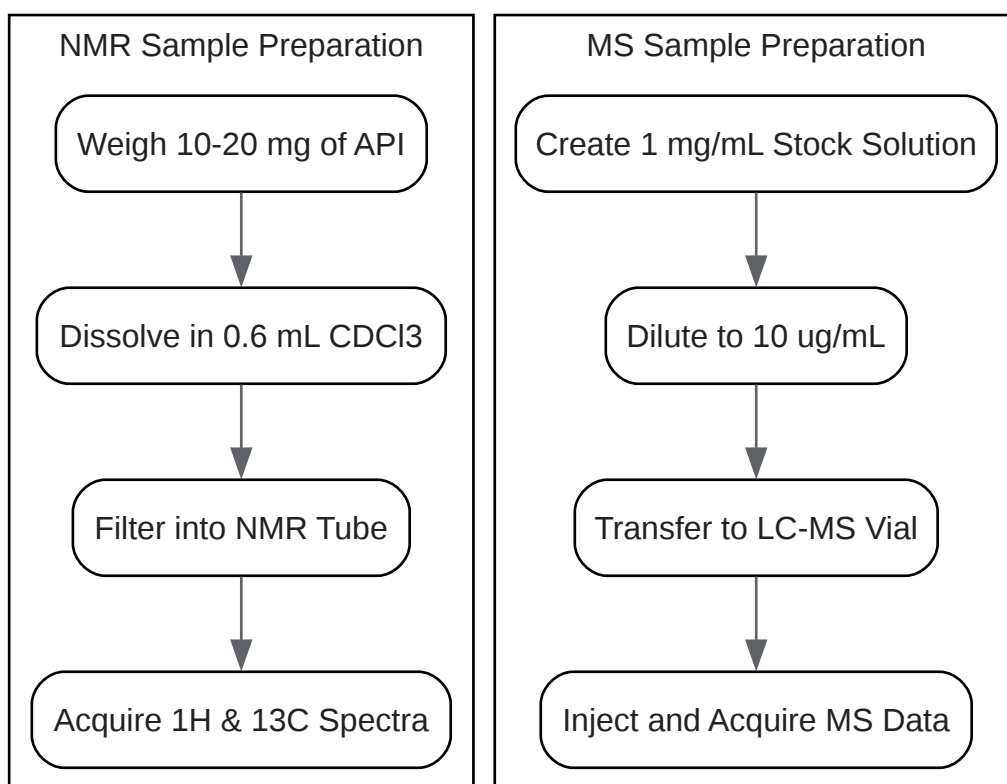 NMR Sample Preparation
Weigh 10-20 mg of API
Dissolve in 0.6 mL CDCl3
Filter into NMR Tube
Acquire 1H & 13C Spectra
MS Sample Preparation
Create 1 mg/mL Stock Solution
Dilute to 10 ug/mL
Transfer to LC-MS Vial
Inject and Acquire MS Data